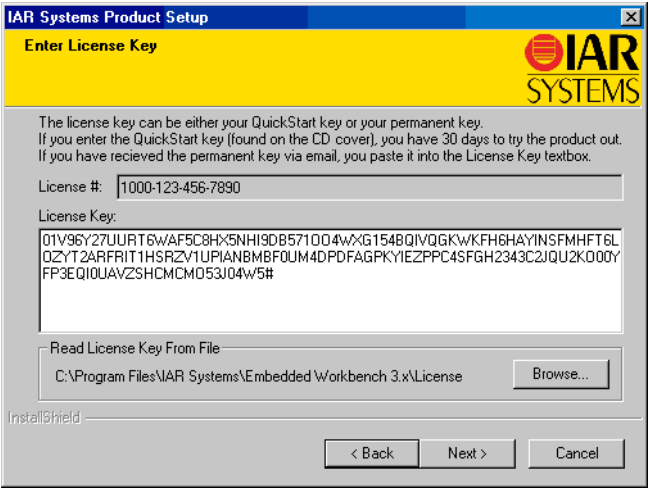 IAR Systems Product Setup
Enter License Key
IAR
SYSTEMS
The license key can be either your QuickStart key or your permanent key.
If you enter the QuickStart key (found on the CD cover), you have 30 days to try the product out.
If you have recieved the permanent key via email, you paste it into the License Key textbox.
License #: 1000-123-456-7890
License Key:
01V96Y27UURT6WAF5C8HX5NHI9DB571OO4WXG154BQIVQGKWKFH6HAYINSFMHFT6L
OZYT2ARFRIT1HSRZV1UPIANBMBF0UM4DPDFAGPKYIEZPPC4SFGH2343C2JQU2KO00Y
FP3EQI0UAVZSHCMCMO53J04W5#
Read License Key From File
C:\Program Files\IAR Systems\Embedded Workbench 3.x\License
Browse...
InstallShield
< Back
Next >
Cancel